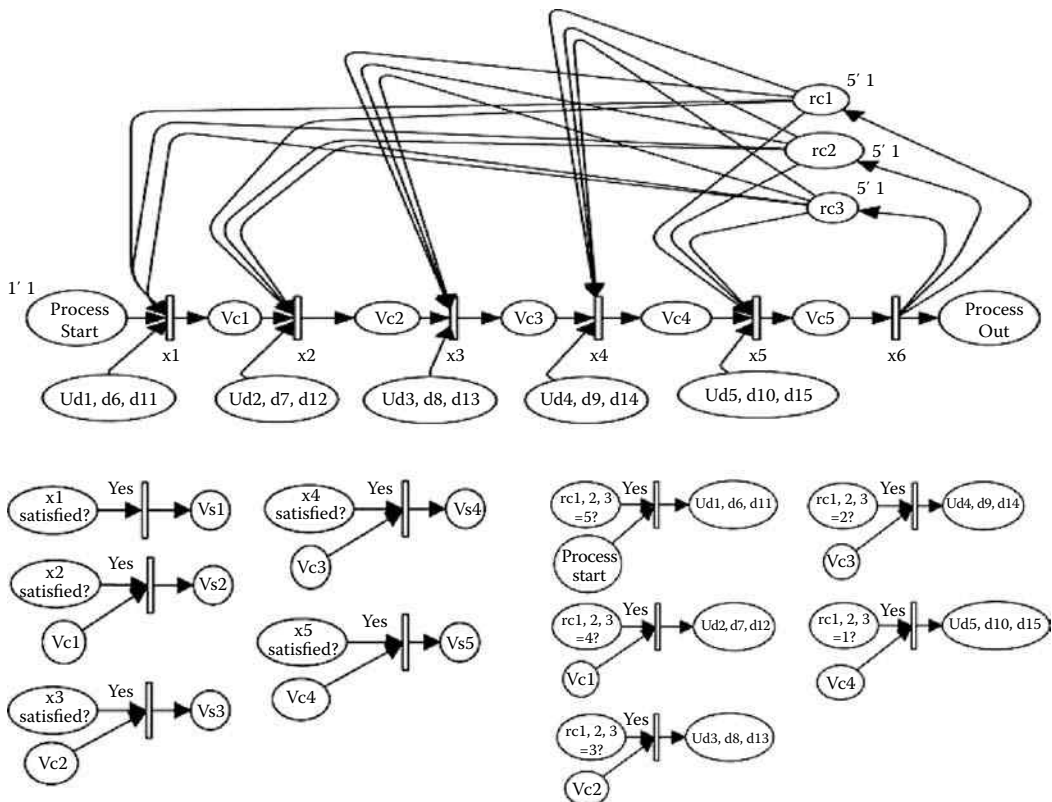 5' 1
rc1
rc2
5' 1
5' 1
rc3
1' 1
Process
Start
Vc1
Vc2
Vc3
Vc4
Vc5
Process
Out
x1
x2
x3
x4
x5
x6
Ud1, d6, d11
Ud2, d7, d12
Ud3, d8, d13
Ud4, d9, d14
Ud5, d10, d15
x1
satisfied?
Yes
Vs1
x2
satisfied?
Yes
Vs2
Vc1
x3
satisfied?
Yes
Vs3
Vc2
x4
satisfied?
Yes
Vs4
Vc3
x5
satisfied?
Yes
Vs5
Vc4
rc1, 2, 3
=5?
Yes
Ud1, d6, d11
Process
start
rc1, 2, 3
=4?
Yes
Ud2, d7, d12
Vc1
rc1, 2, 3
=3?
Yes
Ud3, d8, d13
Vc2
rc1, 2, 3
=2?
Yes
Ud4, d9, d14
Vc3
rc1, 2, 3
=1?
Yes
Ud5, d10, d15
Vc4